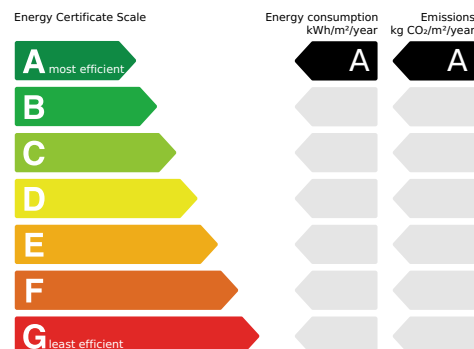 Energy Certificate Scale
Energy consumption
kWh/m²/year
Emissions
kg CO₂/m²/year
A most efficient
A
A
B
C
D
E
F
G least efficient